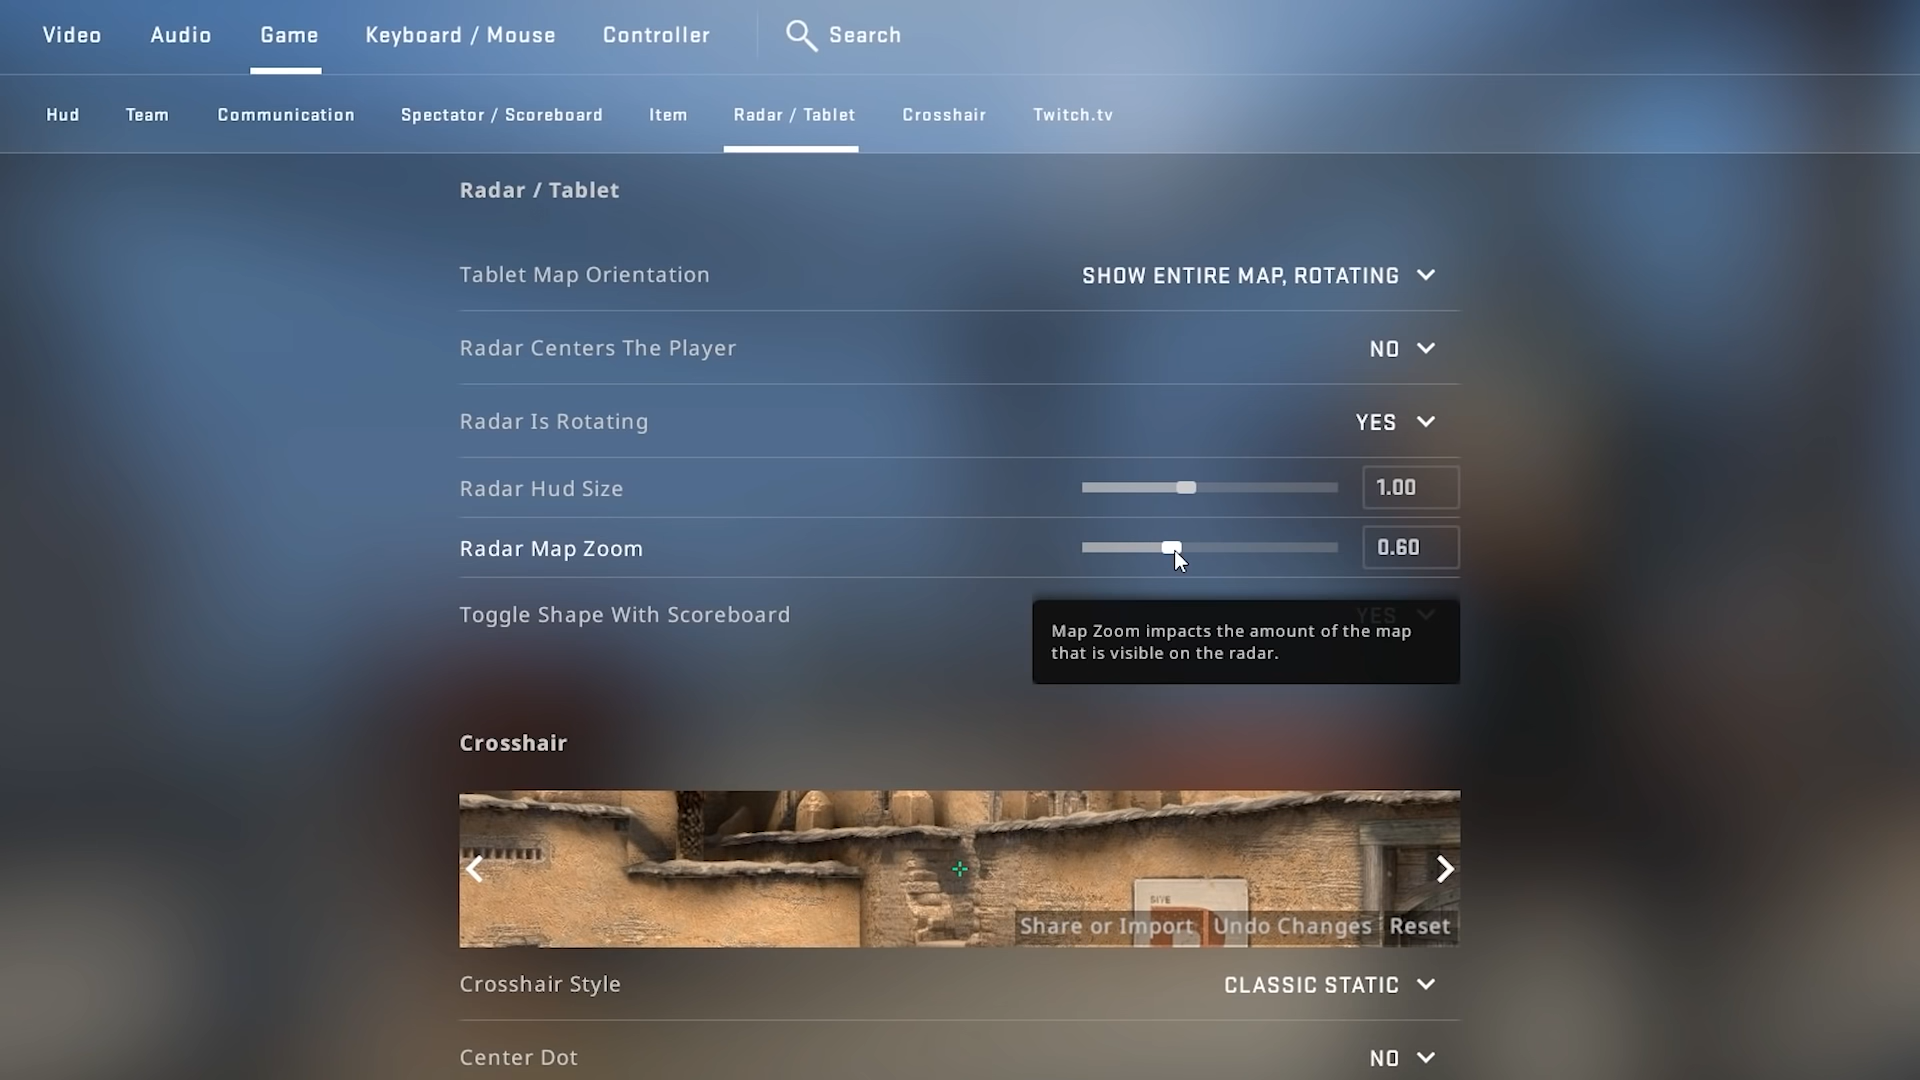 Video Audio Game Keyboard / Mouse Controller Search
Hud Team Communication Spectator / Scoreboard Item Radar / Tablet Crosshair Twitch.tv
Radar / Tablet
Tablet Map Orientation SHOW ENTIRE MAP, ROTATING
Radar Centers The Player NO
Radar Is Rotating YES
Radar Hud Size 1.00
Radar Map Zoom 0.60
Toggle Shape With Scoreboard YES
Map Zoom impacts the amount of the map
that is visible on the radar.
Crosshair
SITE
Share or Import Undo Changes Reset
Crosshair Style CLASSIC STATIC
Center Dot NO